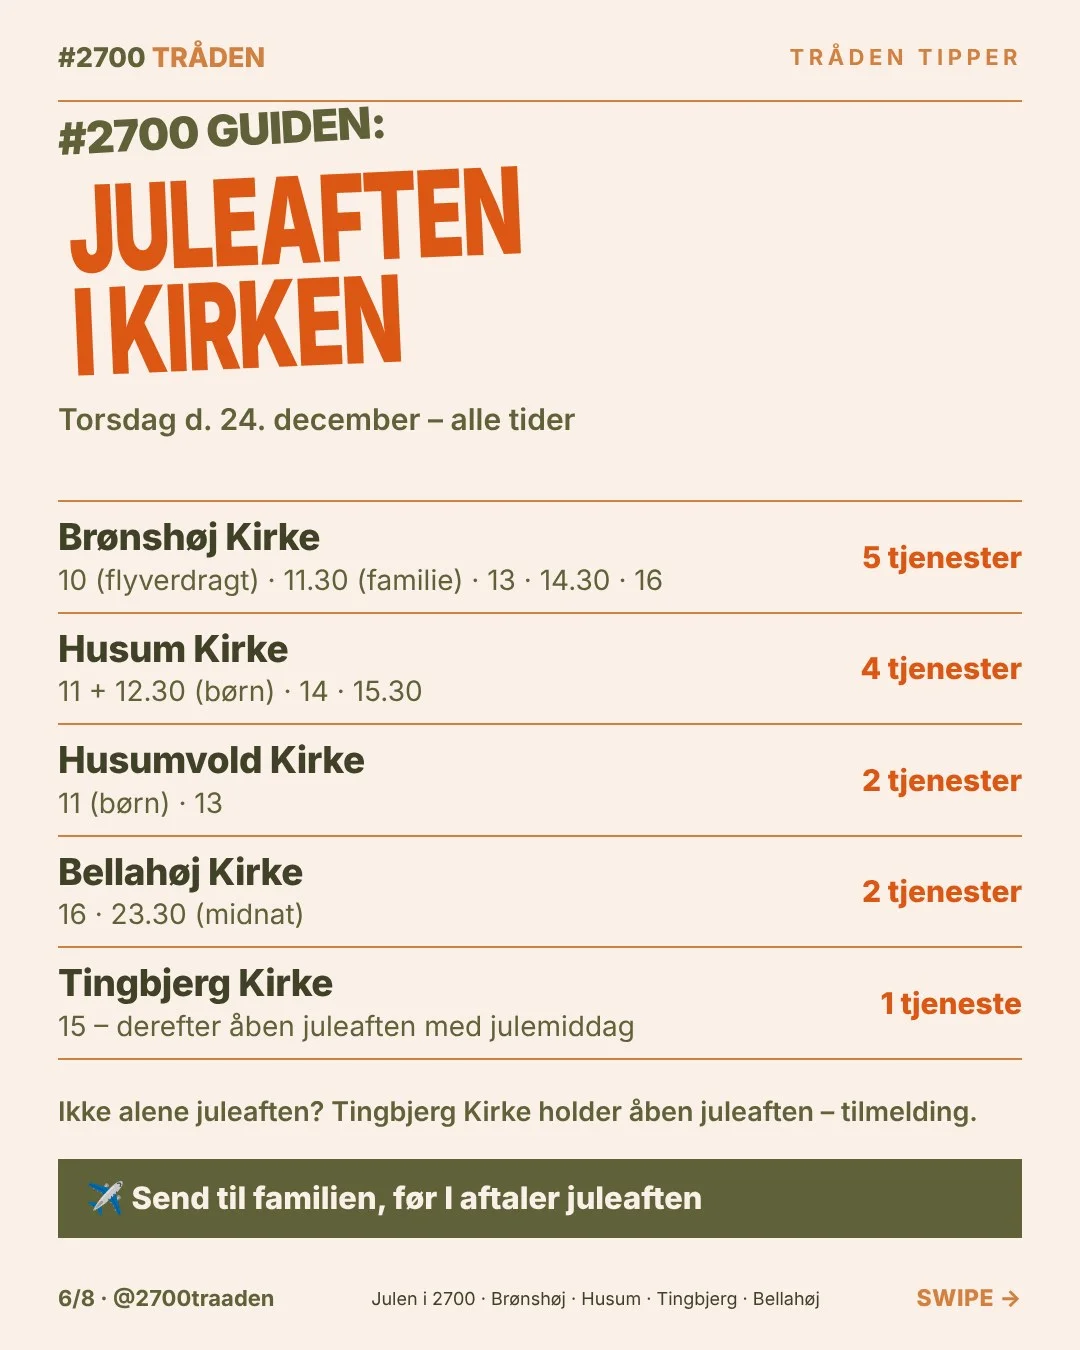 #2700 TRÅDEN
TRÅDEN TIPPER
#2700 GUIDEN:
JULEAFTEN
I KIRKEN
Torsdag d. 24. december – alle tider
Brønshøj Kirke
10 (flyverdragt) · 11.30 (familie) · 13 · 14.30 · 16
5 tjenester
Husum Kirke
11 + 12.30 (børn) · 14 · 15.30
4 tjenester
Husumvold Kirke
11 (børn) · 13
2 tjenester
Bellahøj Kirke
16 · 23.30 (midnat)
2 tjenester
Tingbjerg Kirke
15 – derefter åben juleaften med julemiddag
1 tjeneste
Ikke alene juleaften? Tingbjerg Kirke holder åben juleaften – tilmelding.
✈️ Send til familien, før I aftaler juleaften
6/8 · @2700traaden
Julen i 2700 · Brønshøj · Husum · Tingbjerg · Bellahøj
SWIPE →